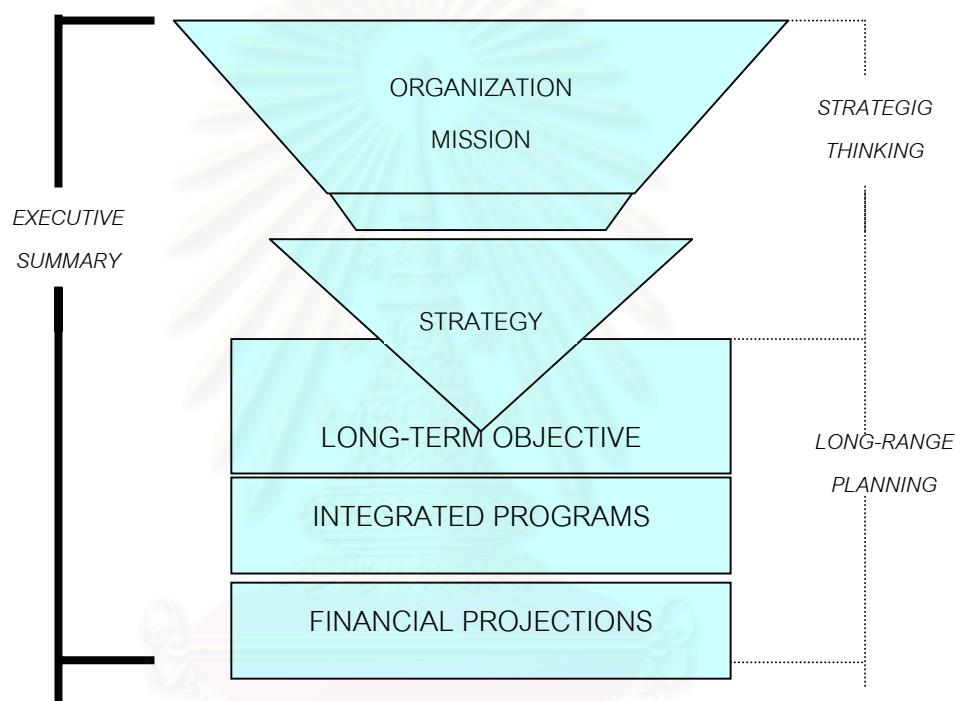 ORGANIZATION
MISSION
STRATEGIG
THINKING
EXECUTIVE
SUMMARY
STRATEGY
LONG-TERM OBJECTIVE
LONG-RANGE
PLANNING
INTEGRATED PROGRAMS
FINANCIAL PROJECTIONS